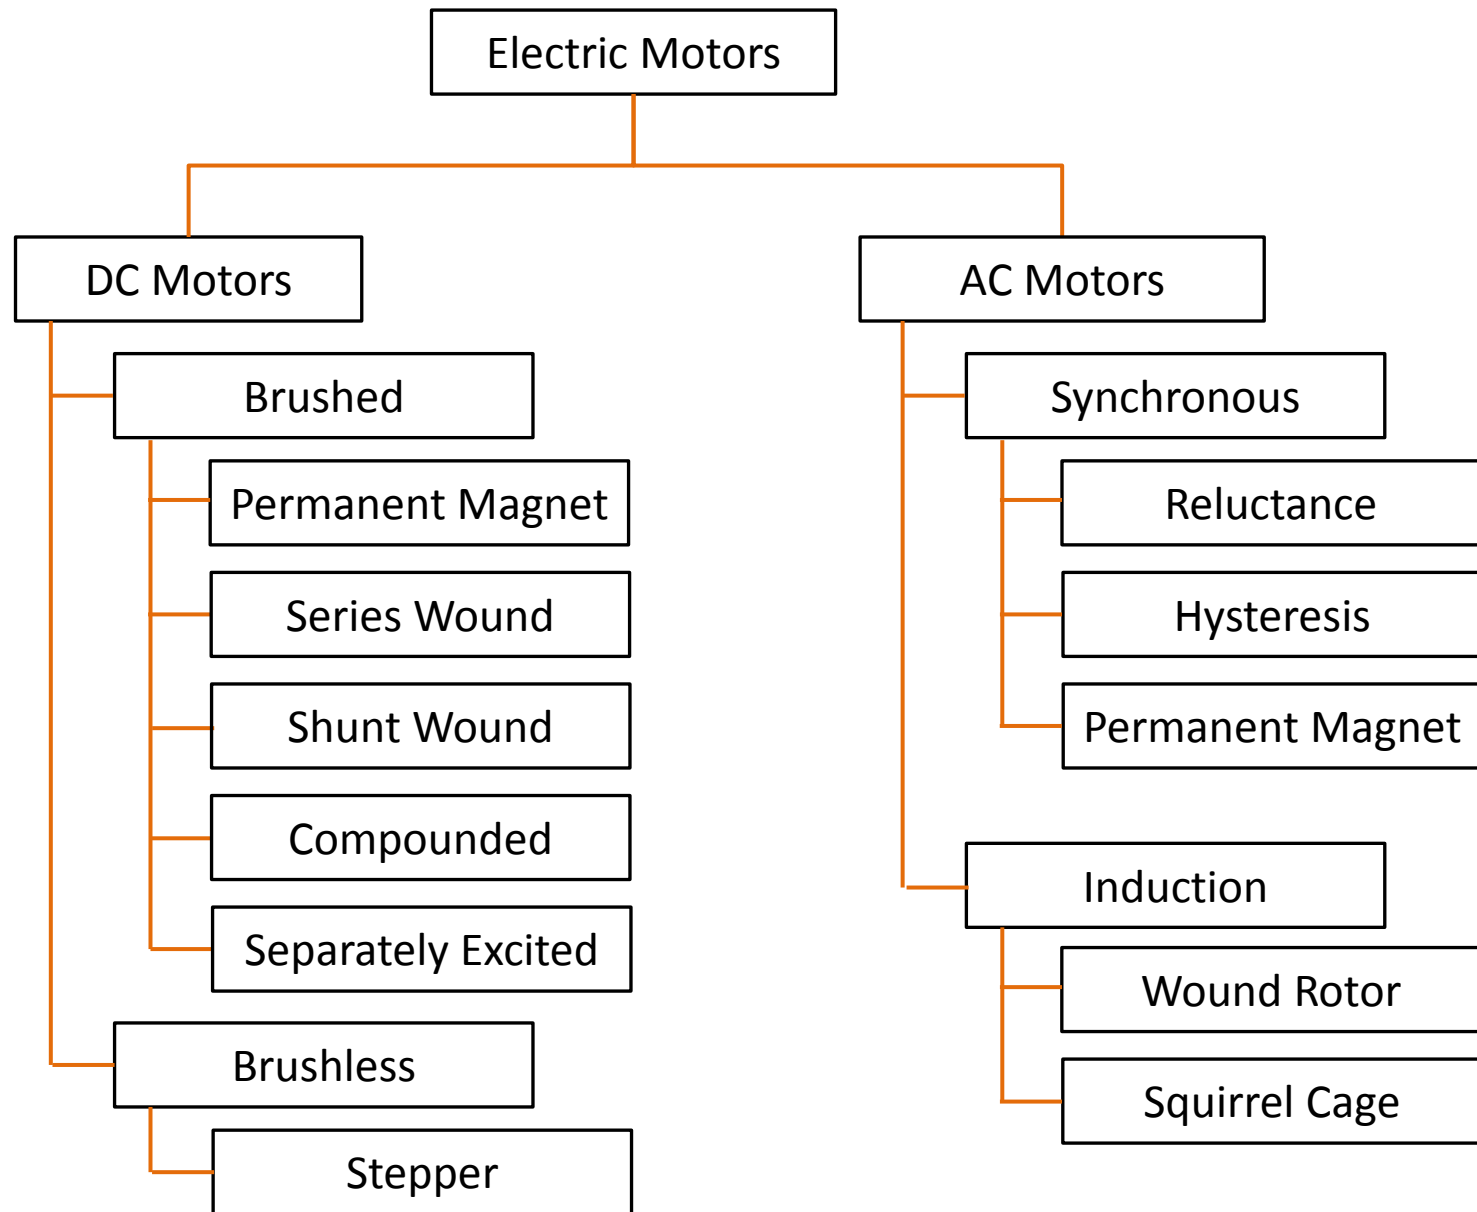 Electric Motors
DC Motors
Brushed
Permanent Magnet
Series Wound
Shunt Wound
Compounded
Separately Excited
Brushless
Stepper
AC Motors
Synchronous
Reluctance
Hysteresis
Permanent Magnet
Induction
Wound Rotor
Squirrel Cage